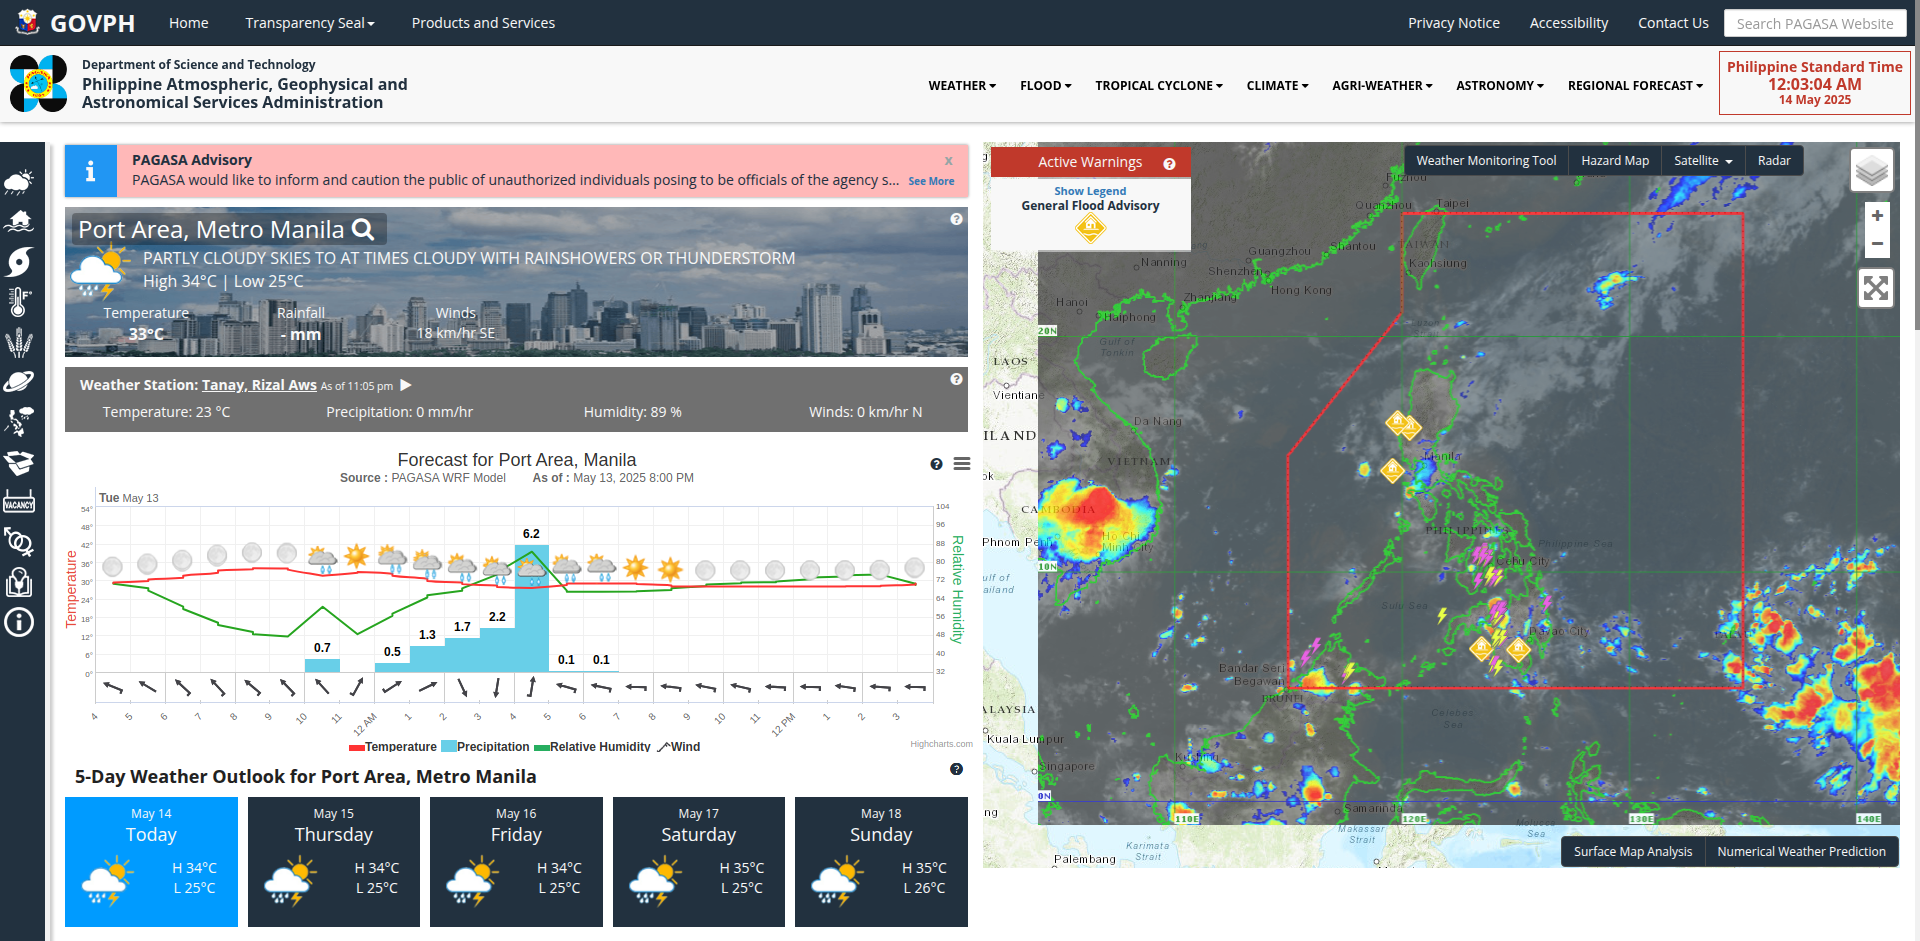 GOVPH
Home
Transparency Seal
Products and Services
Privacy Notice
Accessibility
Contact Us
Search PAGASA Website
Department of Science and Technology
Philippine Atmospheric, Geophysical and
Astronomical Services Administration
WEATHER
FLOOD
TROPICAL CYCLONE
CLIMATE
AGRI-WEATHER
ASTRONOMY
REGIONAL FORECAST
Philippine Standard Time
12:03:04 AM
14 May 2025
VACANCY
PAGASA Advisory
x
PAGASA would like to inform and caution the public of unauthorized individuals posing to be officials of the agency s...
See More
Port Area, Metro Manila
PARTLY CLOUDY SKIES TO AT TIMES CLOUDY WITH RAINSHOWERS OR THUNDERSTORM
High 34°C | Low 25°C
Temperature
33°C
Rainfall
- mm
Winds
18 km/hr SE
Weather Station: Tanay, Rizal Aws As of 11:05 pm
Temperature: 23 °C
Precipitation: 0 mm/hr
Humidity: 89 %
Winds: 0 km/hr N
Forecast for Port Area, Manila
Source : PAGASA WRF Model As of : May 13, 2025 8:00 PM
Tue May 13
Temperature
54°
48°
42°
36°
30°
24°
18°
12°
6°
0°
0.7
0.5
1.3
1.7
2.2
6.2
0.1
0.1
104
96
88
80
72
64
56
48
40
32
Relative Humidity
4
5
6
7
8
9
10
11
12 AM
1
2
3
4
5
6
7
8
9
10
11
12 PM
1
2
3
Temperature
Precipitation
Relative Humidity
Wind
Highcharts.com
5-Day Weather Outlook for Port Area, Metro Manila
May 14
Today
H 34°C
L 25°C
May 15
Thursday
H 34°C
L 25°C
May 16
Friday
H 34°C
L 25°C
May 17
Saturday
H 35°C
L 25°C
May 18
Sunday
H 35°C
L 26°C
Active Warnings
Show Legend
General Flood Advisory
Weather Monitoring Tool
Hazard Map
Satellite
Radar
+
−
Fuzhou
Quanzhou
Taipei
Shantou
TAIWAN
Kaohsiung
Guangzhou
Nanning
Shenzhen
Hong Kong
Zhanjiang
Hanoi
Haiphong
20N
Gulf of
Tonkin
LAOS
Vientiane
Da Nang
ILAND
VIETNAM
Manila
ok
CAMBODIA
PHILIPPINES
Philippine Sea
Phnom Pen
Ho Chi
Minh City
Cebu City
10N
ulf of
ailand
Sulu Sea
Davao City
Bandar Seri
Begawan
BRUNEI
ALAYSIA
Celebes
Sea
Kuala Lumpur
Kuching
Singapore
0N
ng
Samarinda
110E
120E
130E
140E
Makassar
Strait
Molucca
Sea
Karimata
Strait
Palembang
Surface Map Analysis
Numerical Weather Prediction